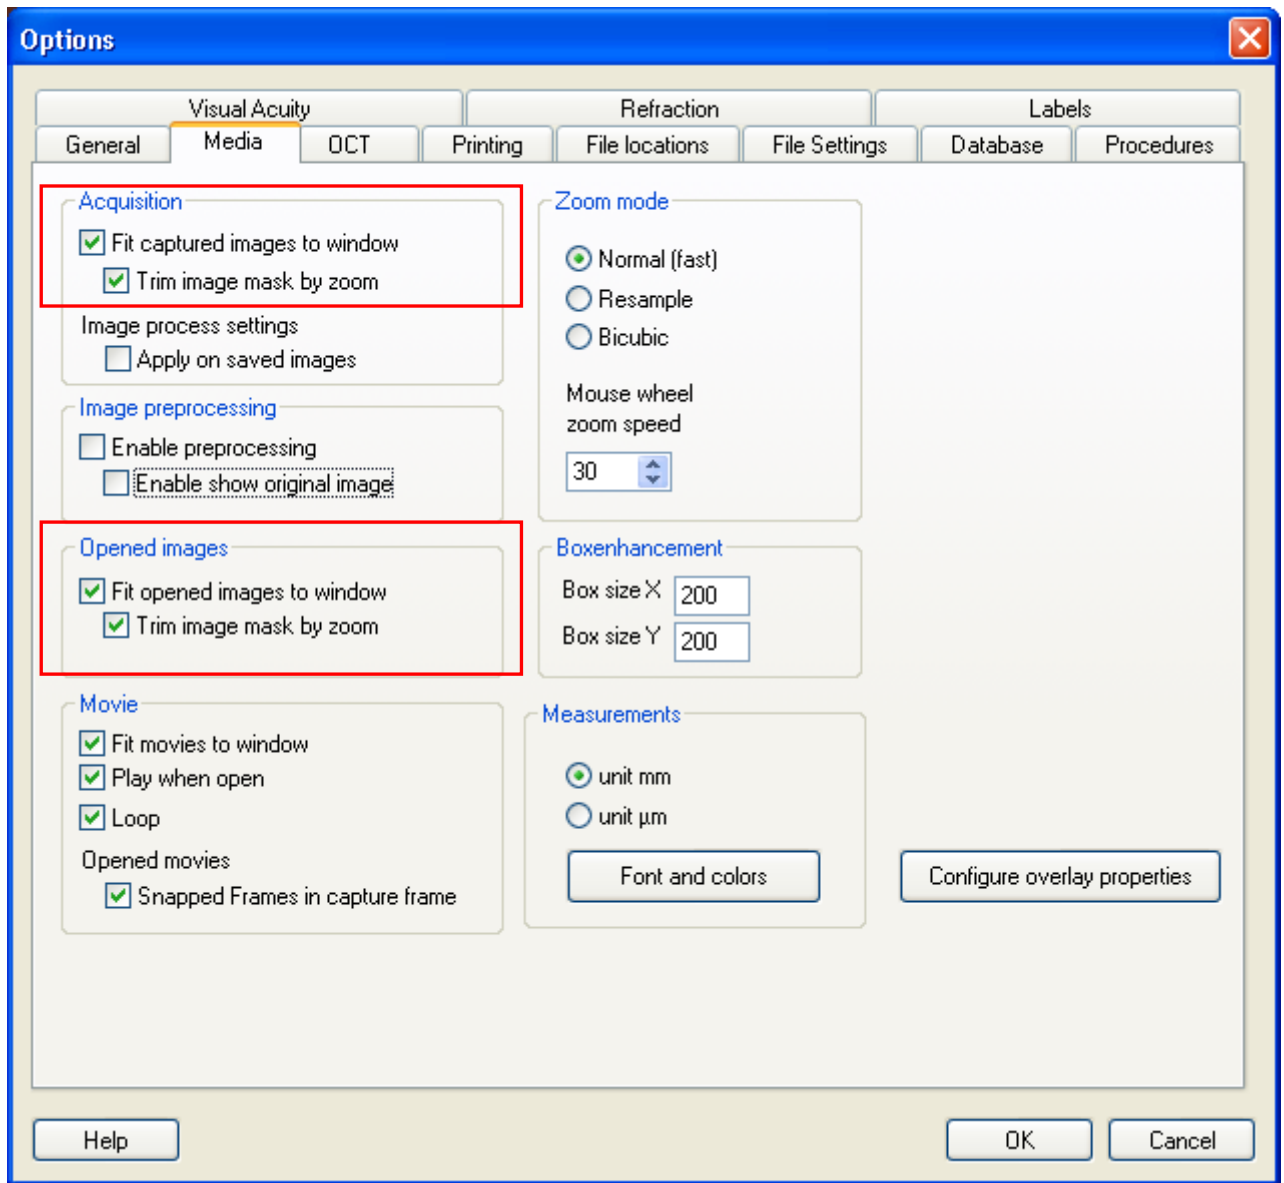 Options
Visual Acuity
Refraction
Labels
General
Media
OCT
Printing
File locations
File Settings
Database
Procedures
Acquisition
Fit captured images to window
Trim image mask by zoom
Image process settings
Apply on saved images
Image preprocessing
Enable preprocessing
Enable show original image
Opened images
Fit opened images to window
Trim image mask by zoom
Movie
Fit movies to window
Play when open
Loop
Opened movies
Snapped Frames in capture frame
Zoom mode
Normal (fast)
Resample
Bicubic
Mouse wheel
zoom speed
30
Boxenhancement
Box size X 200
Box size Y 200
Measurements
unit mm
unit µm
Font and colors
Configure overlay properties
Help
OK
Cancel